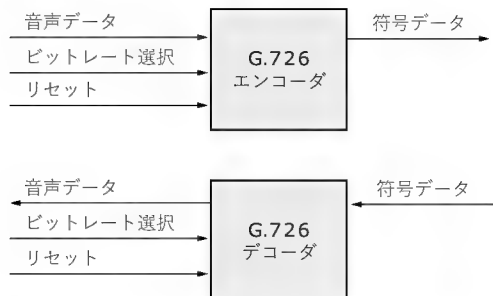 音声データ
ビットレート選択
リセット
G.726
エンコーダ
符号データ
音声データ
ビットレート選択
リセット
G.726
デコーダ
符号データ